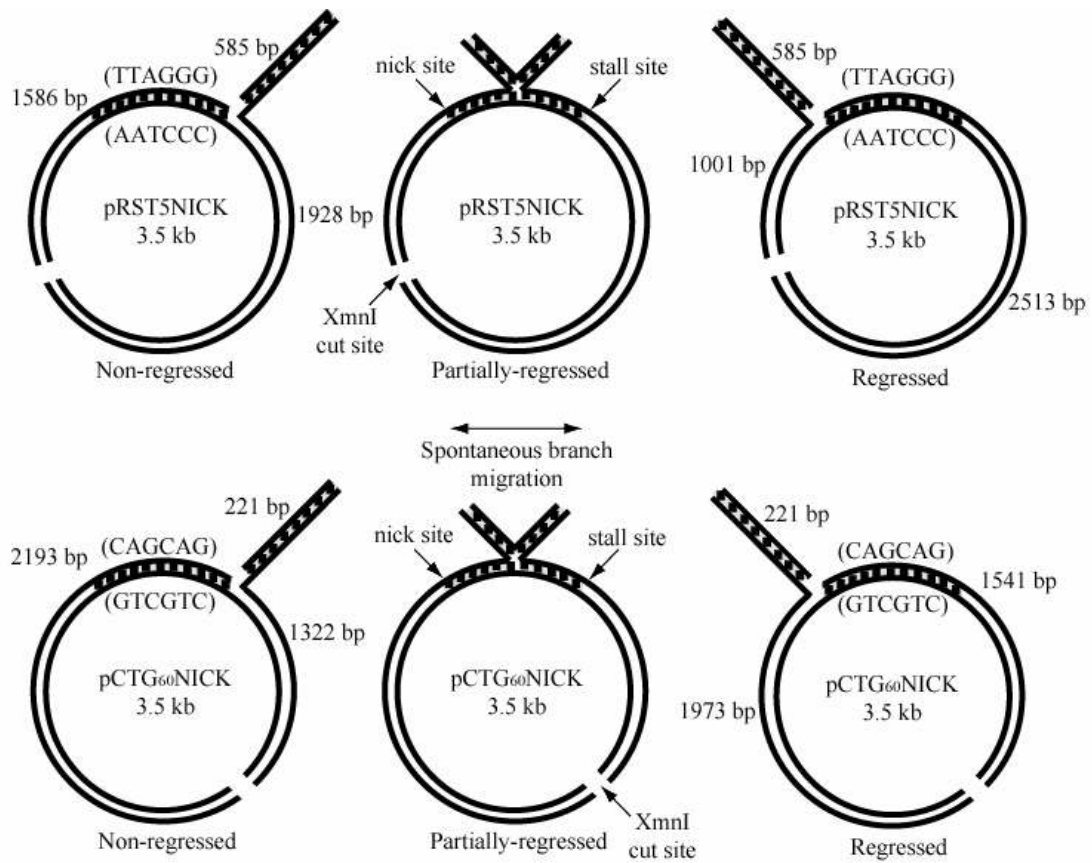 585 bp
(TTAGGG)
1586 bp
(AATCCC)
pRST5NICK
3.5 kb
1928 bp
Non-regressed
nick site
stall site
pRST5NICK
3.5 kb
XmnI
cut site
Partially-regressed
585 bp
(TTAGGG)
(AATCCC)
1001 bp
pRST5NICK
3.5 kb
2513 bp
Regressed
Spontaneous branch
migration
221 bp
2193 bp
(CAGCAG)
(GTCGTC)
1322 bp
pCTG₆₀NICK
3.5 kb
Non-regressed
nick site
stall site
pCTG₆₀NICK
3.5 kb
Partially-regressed
XmnI
cut site
221 bp
(CAGCAG)
1541 bp
(GTCGTC)
pCTG₆₀NICK
3.5 kb
1973 bp
Regressed